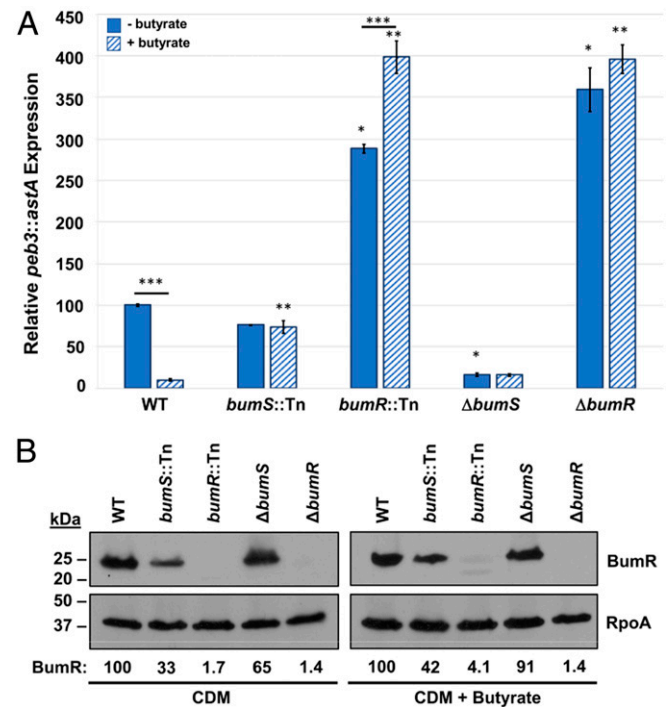 A
- butyrate
+ butyrate
Relative peb3::astA Expression
450
400
350
300
250
200
150
100
50
0
***
**
*
***
**
*
*
**
WT
bumS::Tn
bumR::Tn
ΔbumS
ΔbumR
B
kDa
WT
bumS::Tn
bumR::Tn
ΔbumS
ΔbumR
WT
bumS::Tn
bumR::Tn
ΔbumS
ΔbumR
25
20
BumR
50
37
RpoA
BumR: 100 33 1.7 65 1.4 100 42 4.1 91 1.4
CDM CDM + Butyrate